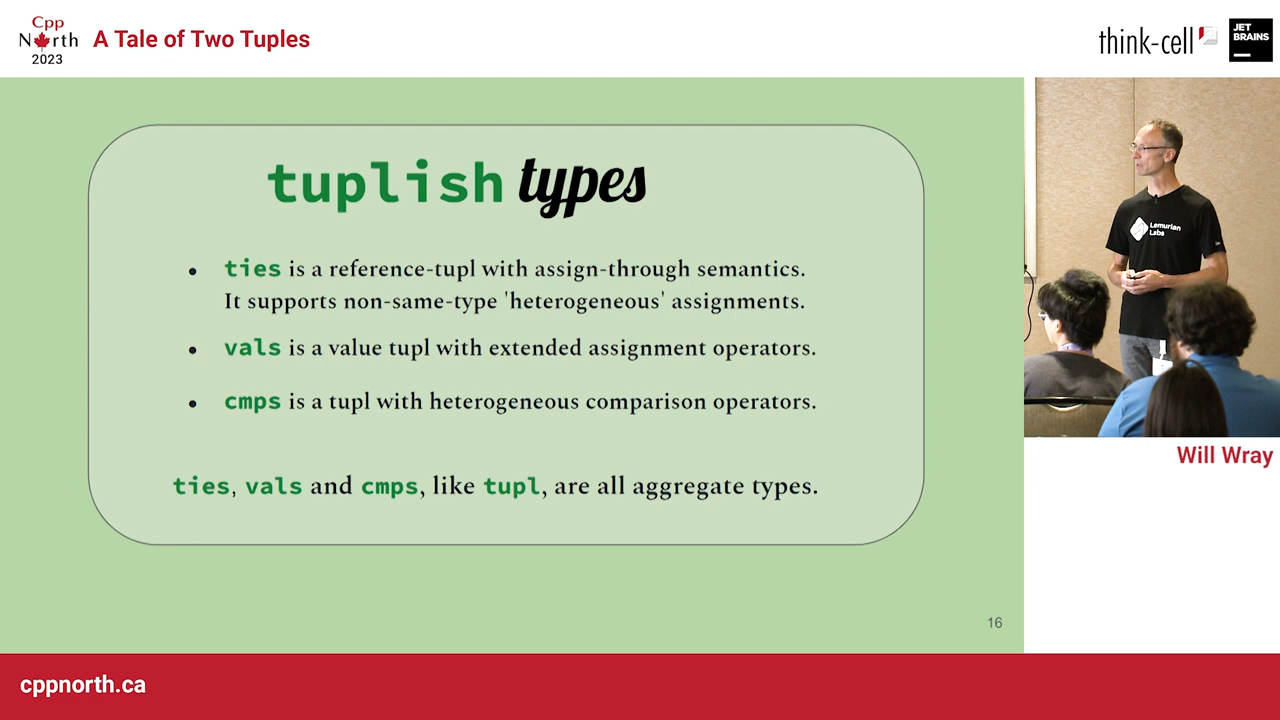 Cpp
North
2023
A Tale of Two Tuples
think-cell
JET
BRAINS
tuplish types
• ties is a reference-tupl with assign-through semantics.
It supports non-same-type 'heterogeneous' assignments.
• vals is a value tupl with extended assignment operators.
• cmps is a tupl with heterogeneous comparison operators.
ties, vals and cmps, like tupl, are all aggregate types.
16
Lemurian
Labs
Will Wray
cppnorth.ca